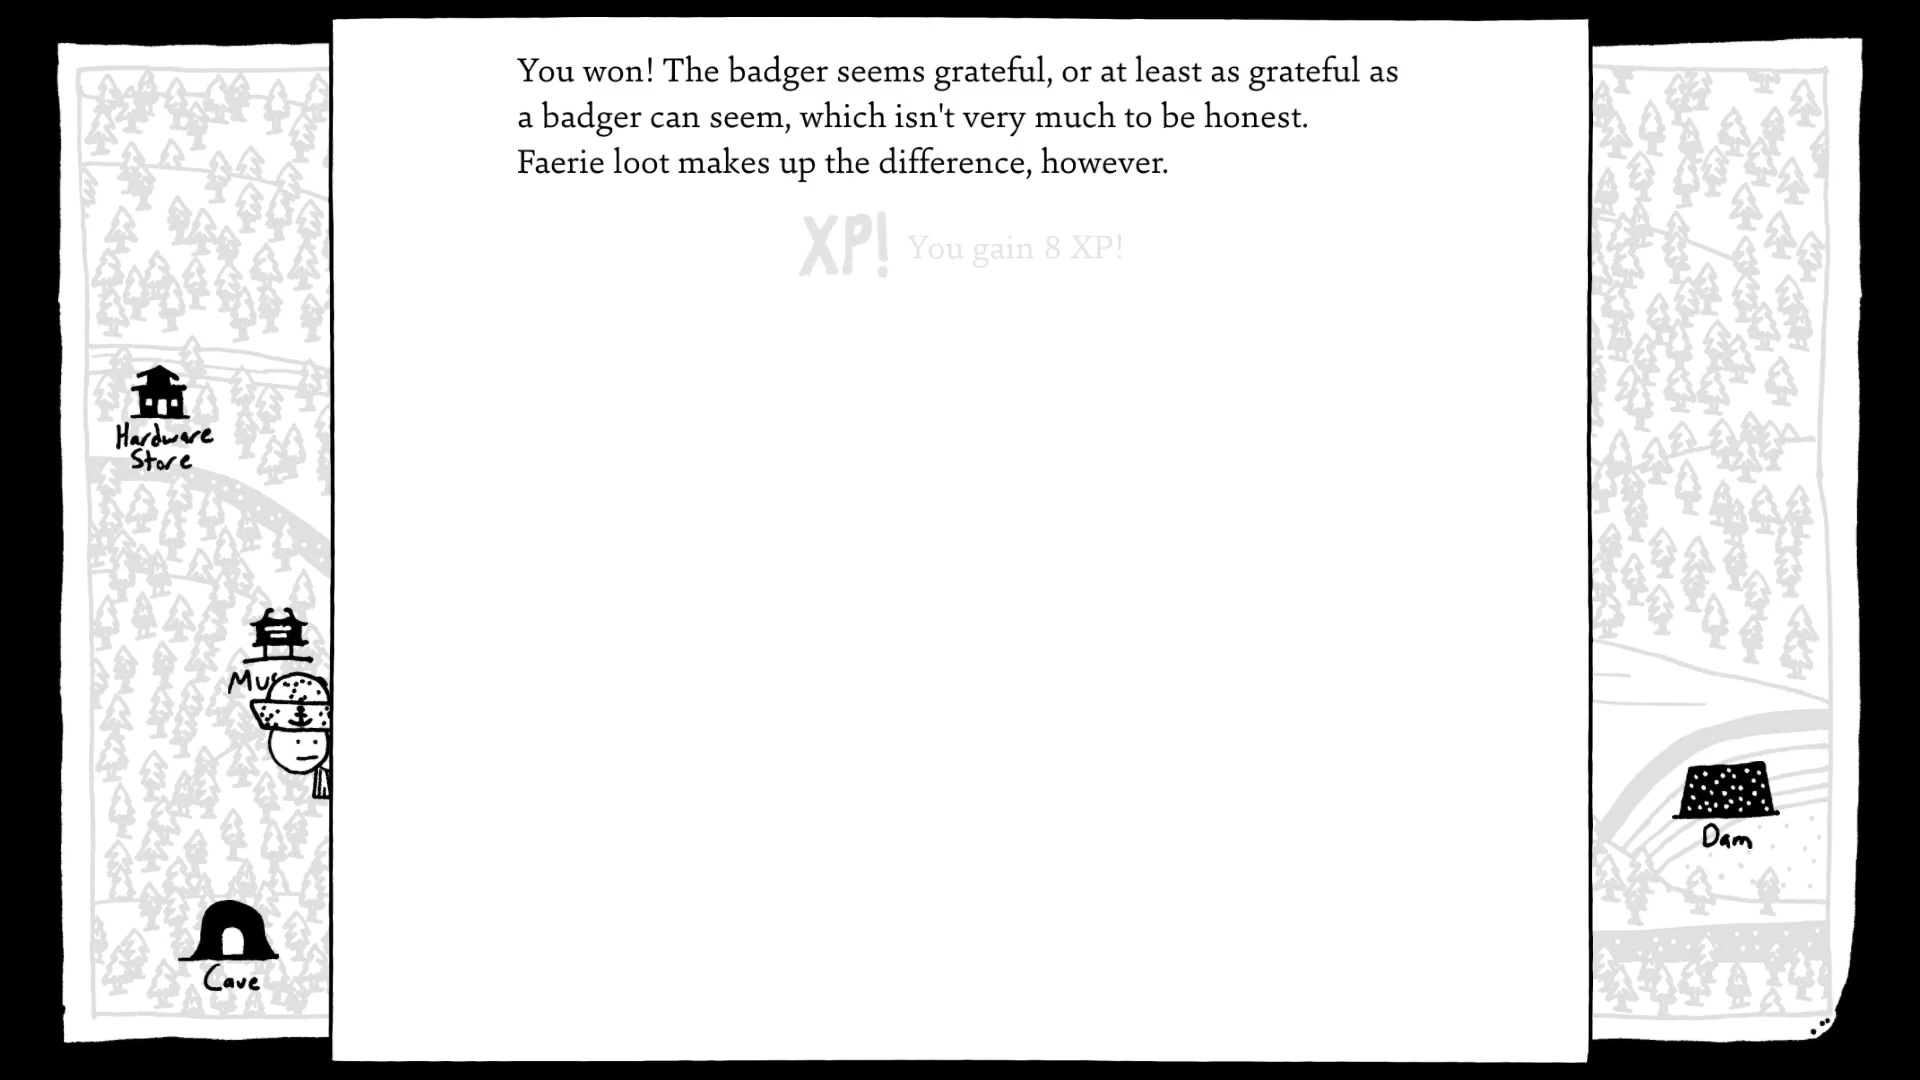 You won! The badger seems grateful, or at least as grateful as
a badger can seem, which isn't very much to be honest.
Faerie loot makes up the difference, however.
XP! You gain 8 XP!
Hardware
Store
Cave
Dam